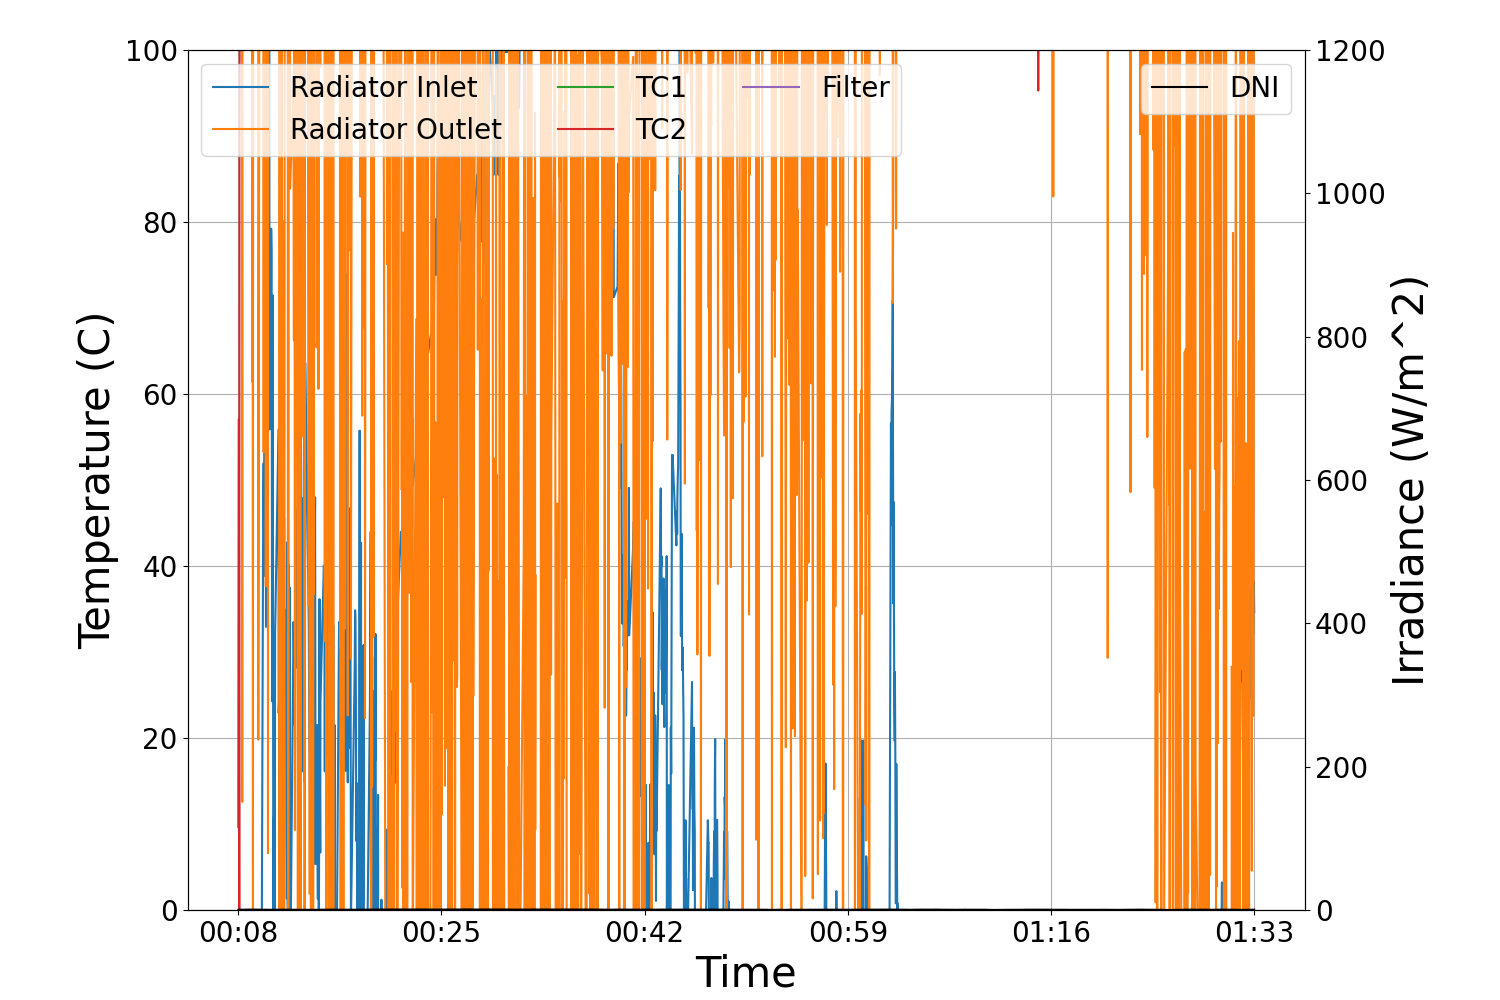 Radiator Inlet
Radiator Outlet
TC1
TC2
Filter
DNI
100
80
60
40
20
0
Temperature (C)
1200
1000
800
600
400
200
0
Irradiance (W/m^2)
00:08 00:25 00:42 00:59 01:16 01:33
Time